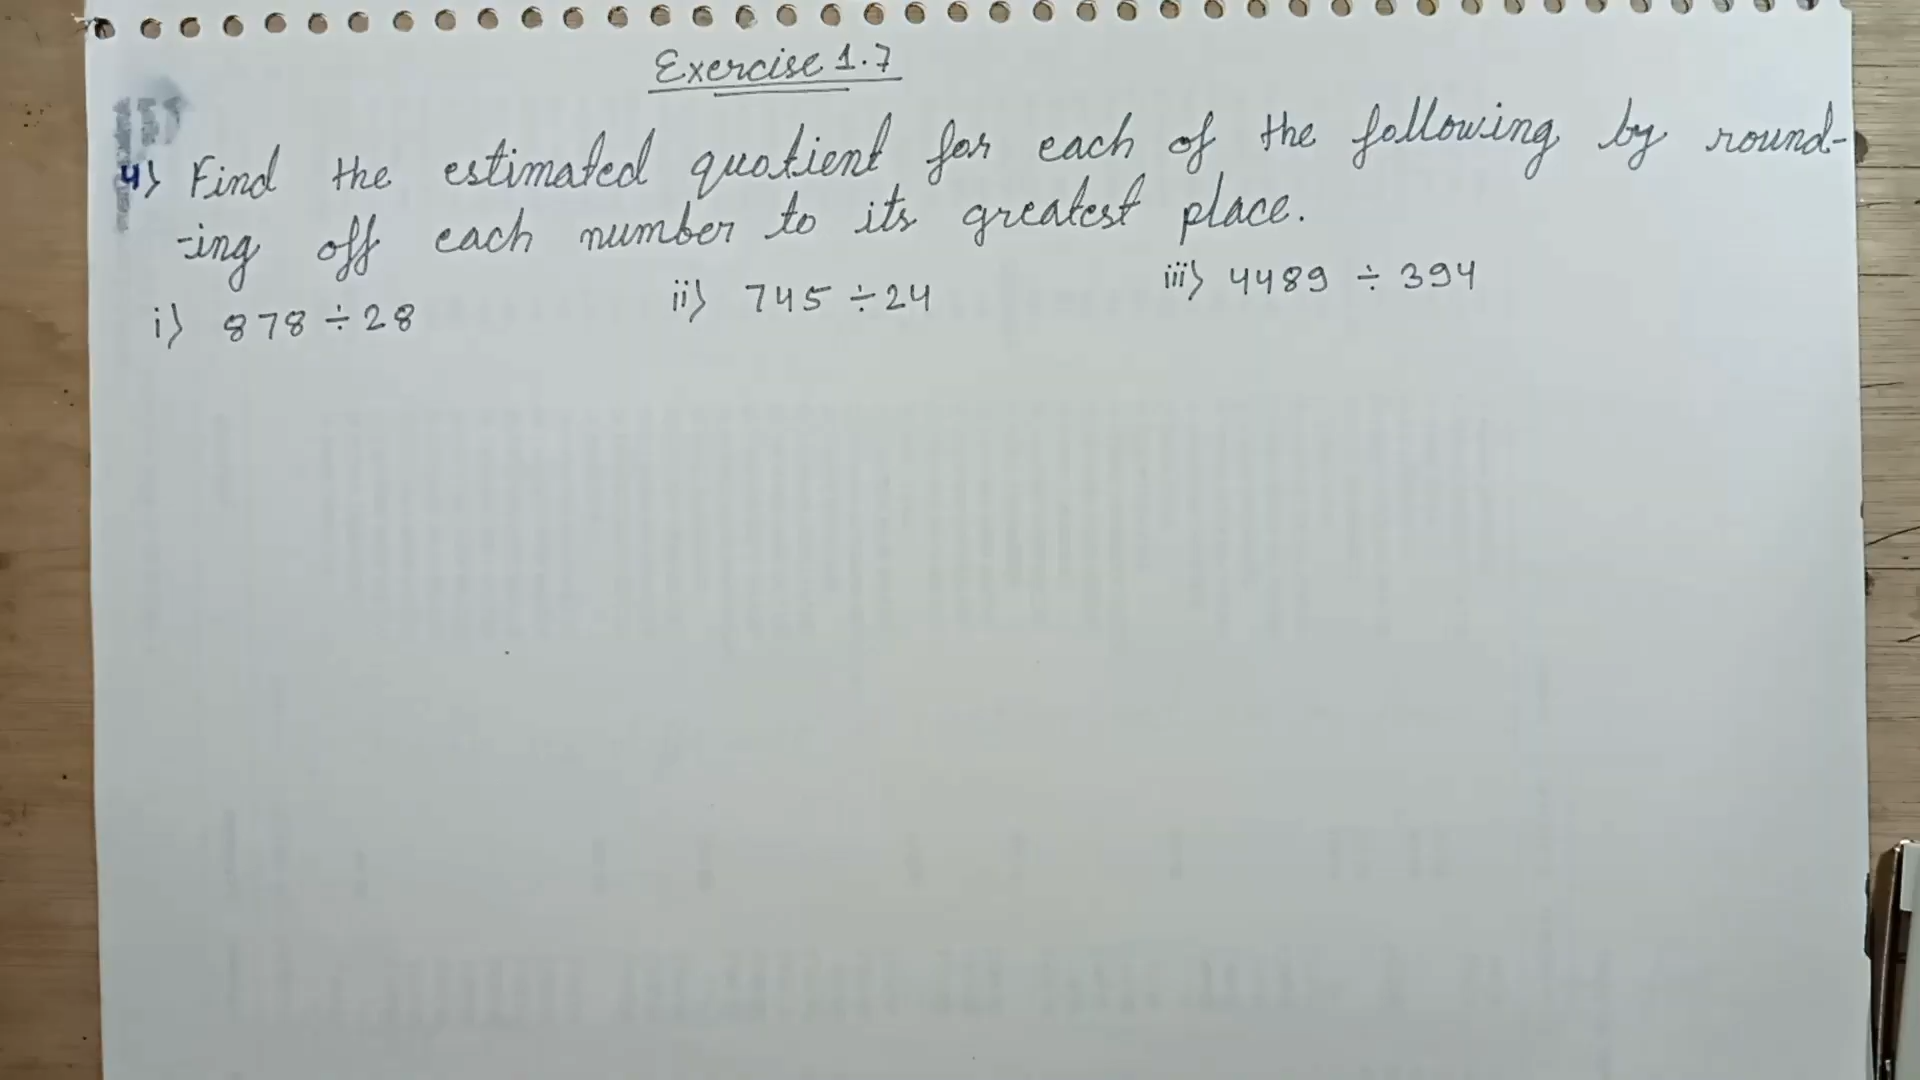 Exercise 1.7
4) Find the estimated quotient for each of the following by round-
-ing off each number to its greatest place.
i) 878 ÷ 28 ii) 745 ÷ 24 iii) 4489 ÷ 394